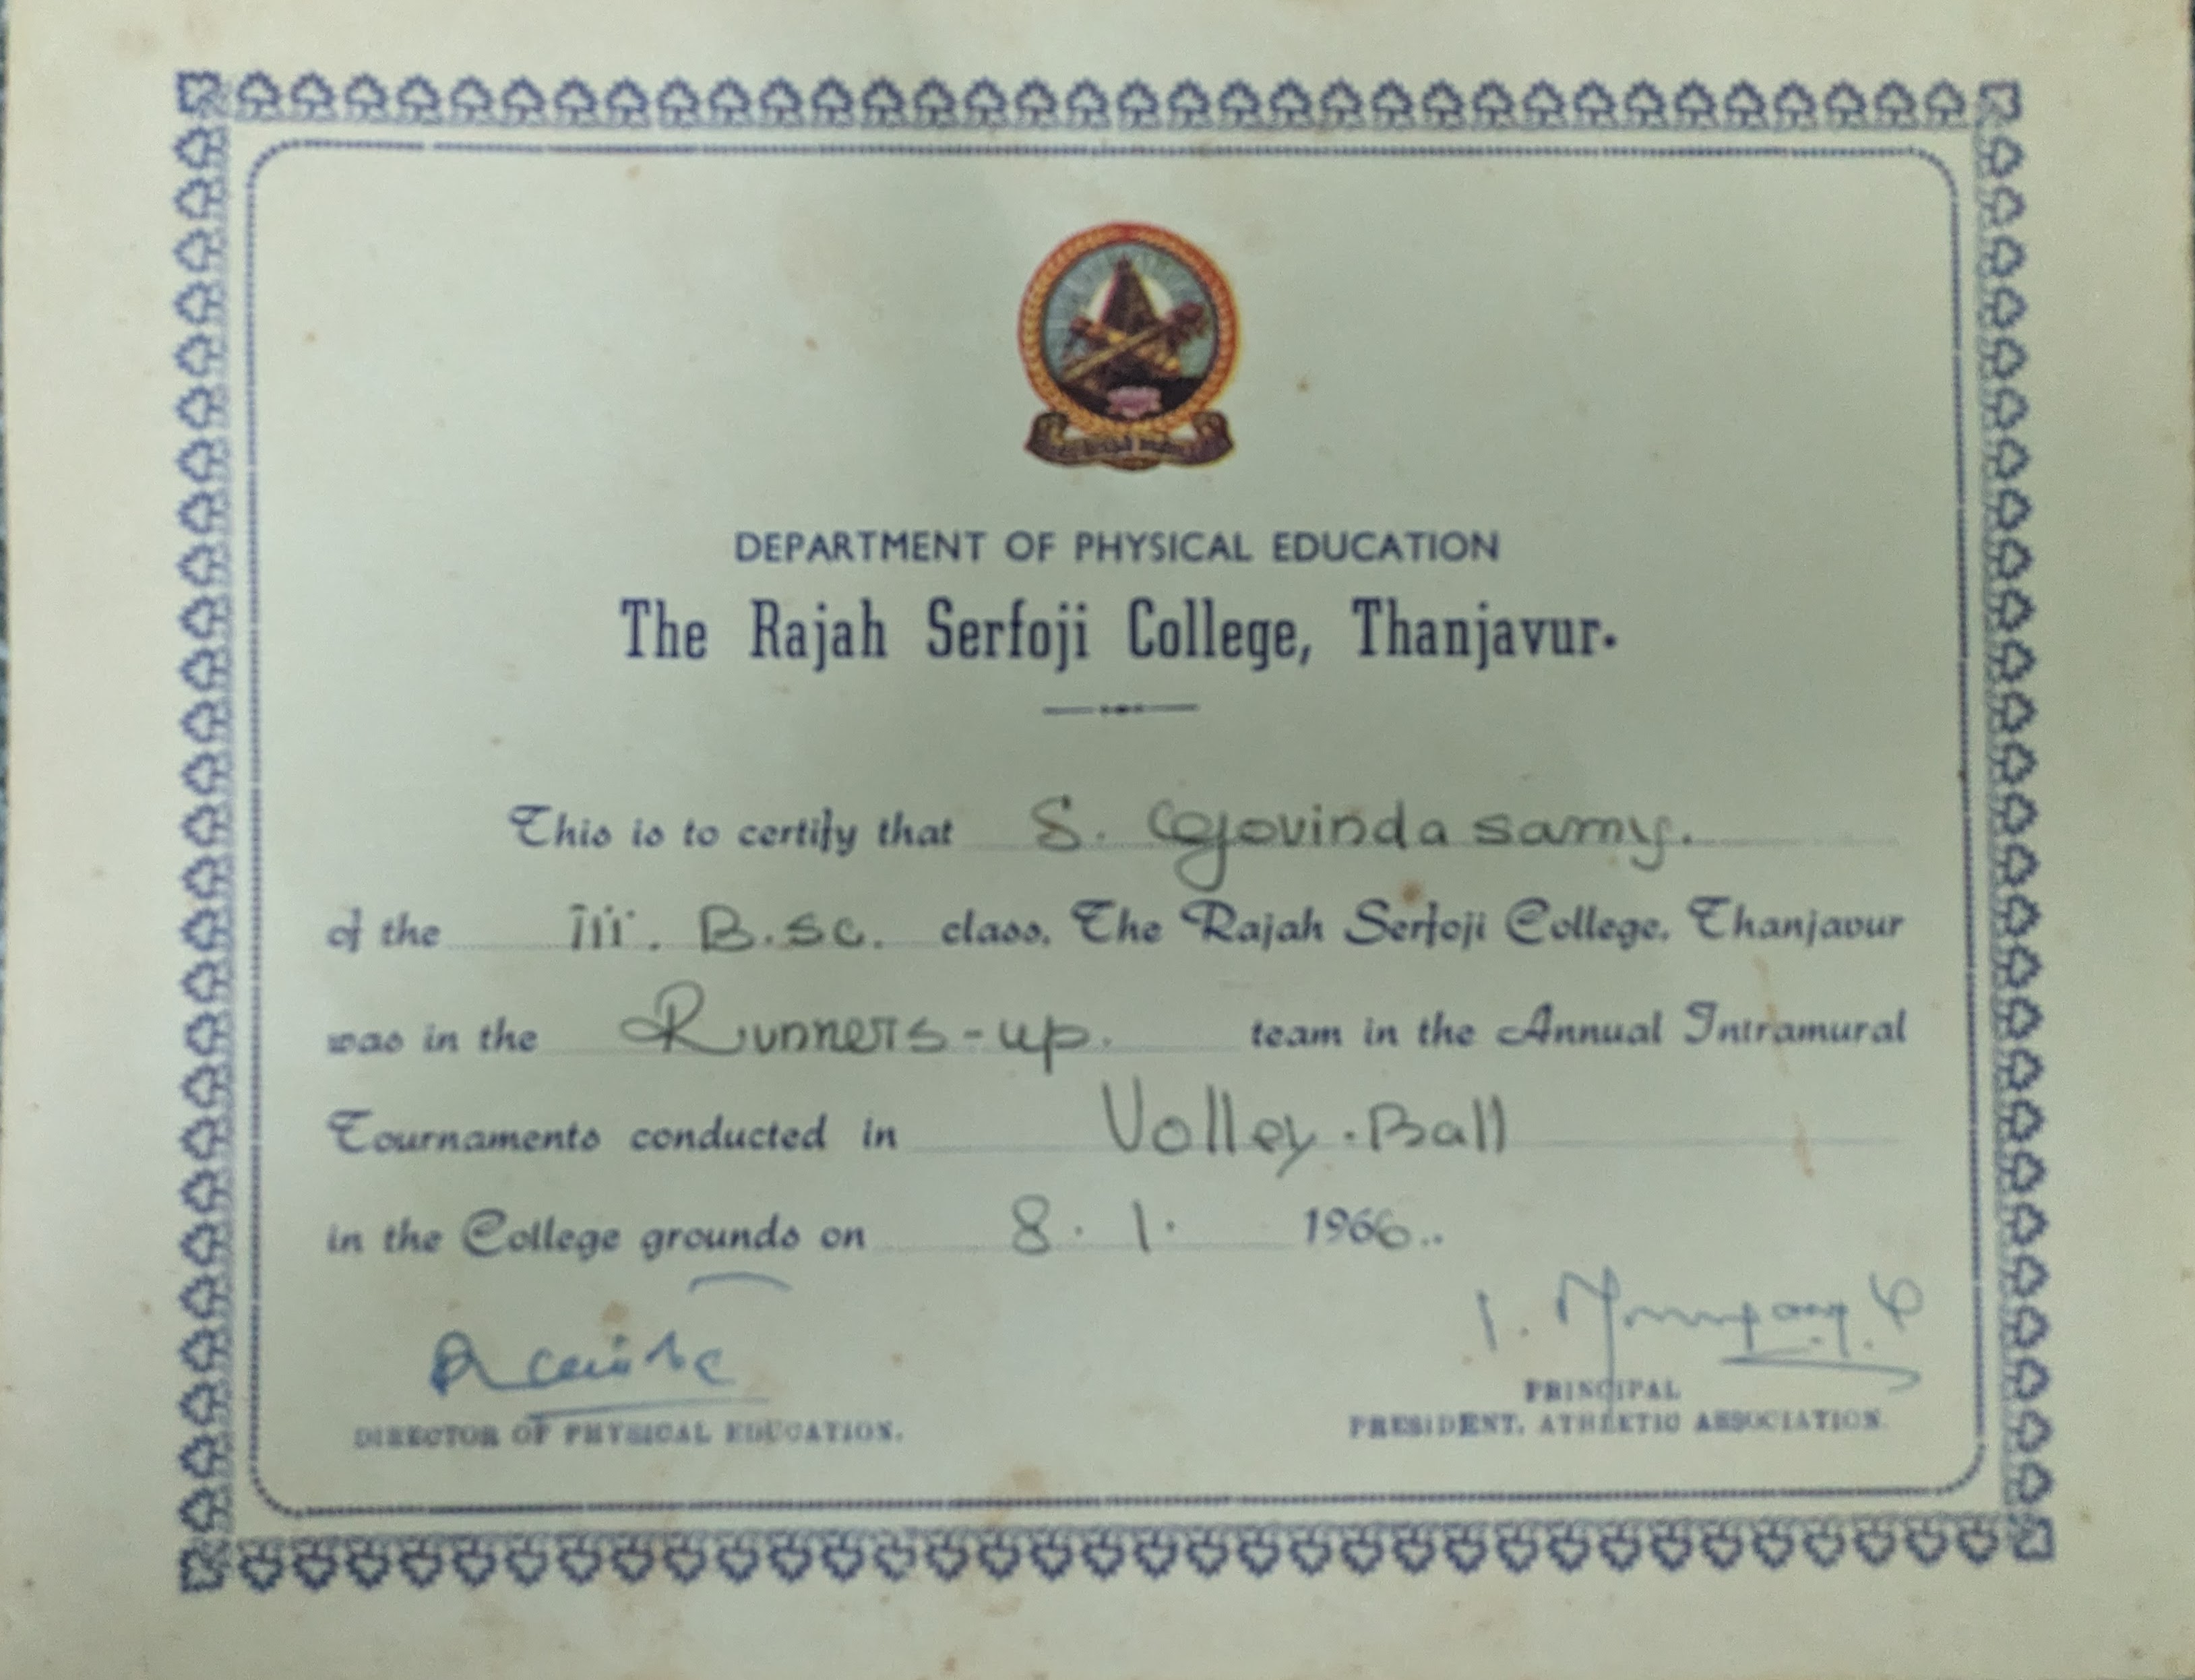 DEPARTMENT OF PHYSICAL EDUCATION
The Rajah Serfoji College, Thanjavur.
This is to certify that S. Govindasamy.
of the III. B.Sc. class, The Rajah Serfoji College, Thanjavur
was in the Runners-up. team in the Annual Intramural
Tournaments conducted in Volley-Ball
in the College grounds on 8. 1. 1966..
DIRECTOR OF PHYSICAL EDUCATION.
PRINCIPAL
PRESIDENT, ATHLETIC ASSOCIATION.